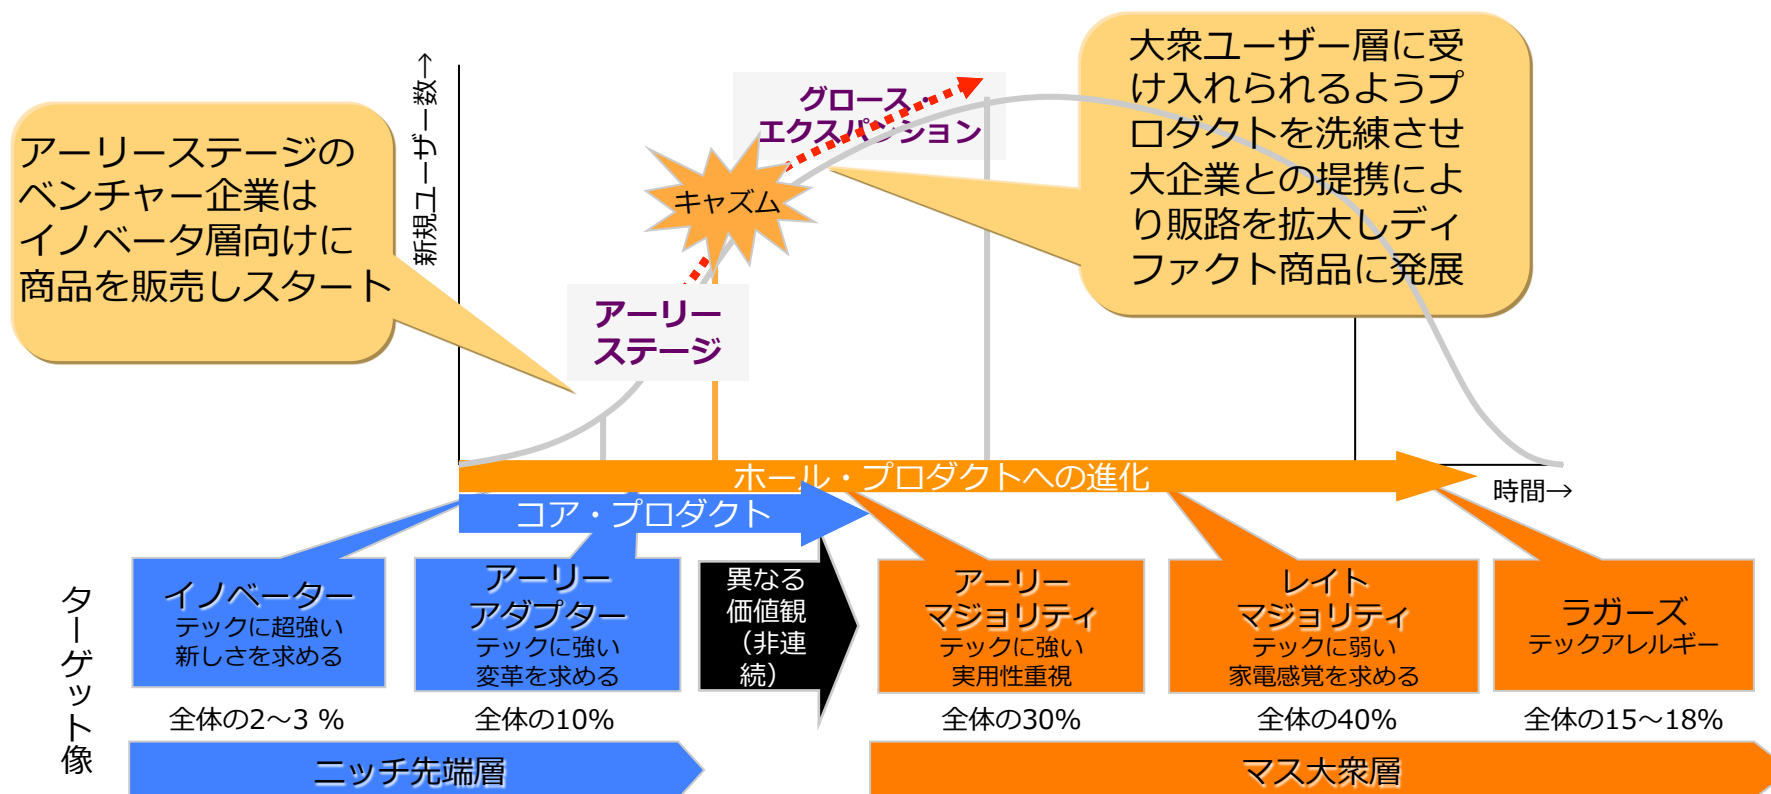 アーリーステージの
ベンチャー企業は
イノベータ層向けに
商品を販売しスタート
新規ユーザー数→
グロース・
エクスパンション
キャズム
アーリー
ステージ
大衆ユーザー層に受
け入れられるようプ
ロダクトを洗練させ
大企業との提携によ
り販路を拡大しディ
ファクト商品に発展
ホール・プロダクトへの進化
時間→
コア・プロダクト
ターゲット像
イノベーター
テックに超強い
新しさを求める
全体の2～3 %
アーリー
アダプター
テックに強い
変革を求める
全体の10%
異なる
価値観
（非連
続）
アーリー
マジョリティ
テックに強い
実用性重視
全体の30%
レイト
マジョリティ
テックに弱い
家電感覚を求める
全体の40%
ラガーズ
テックアレルギー
全体の15～18%
ニッチ先端層
マス大衆層